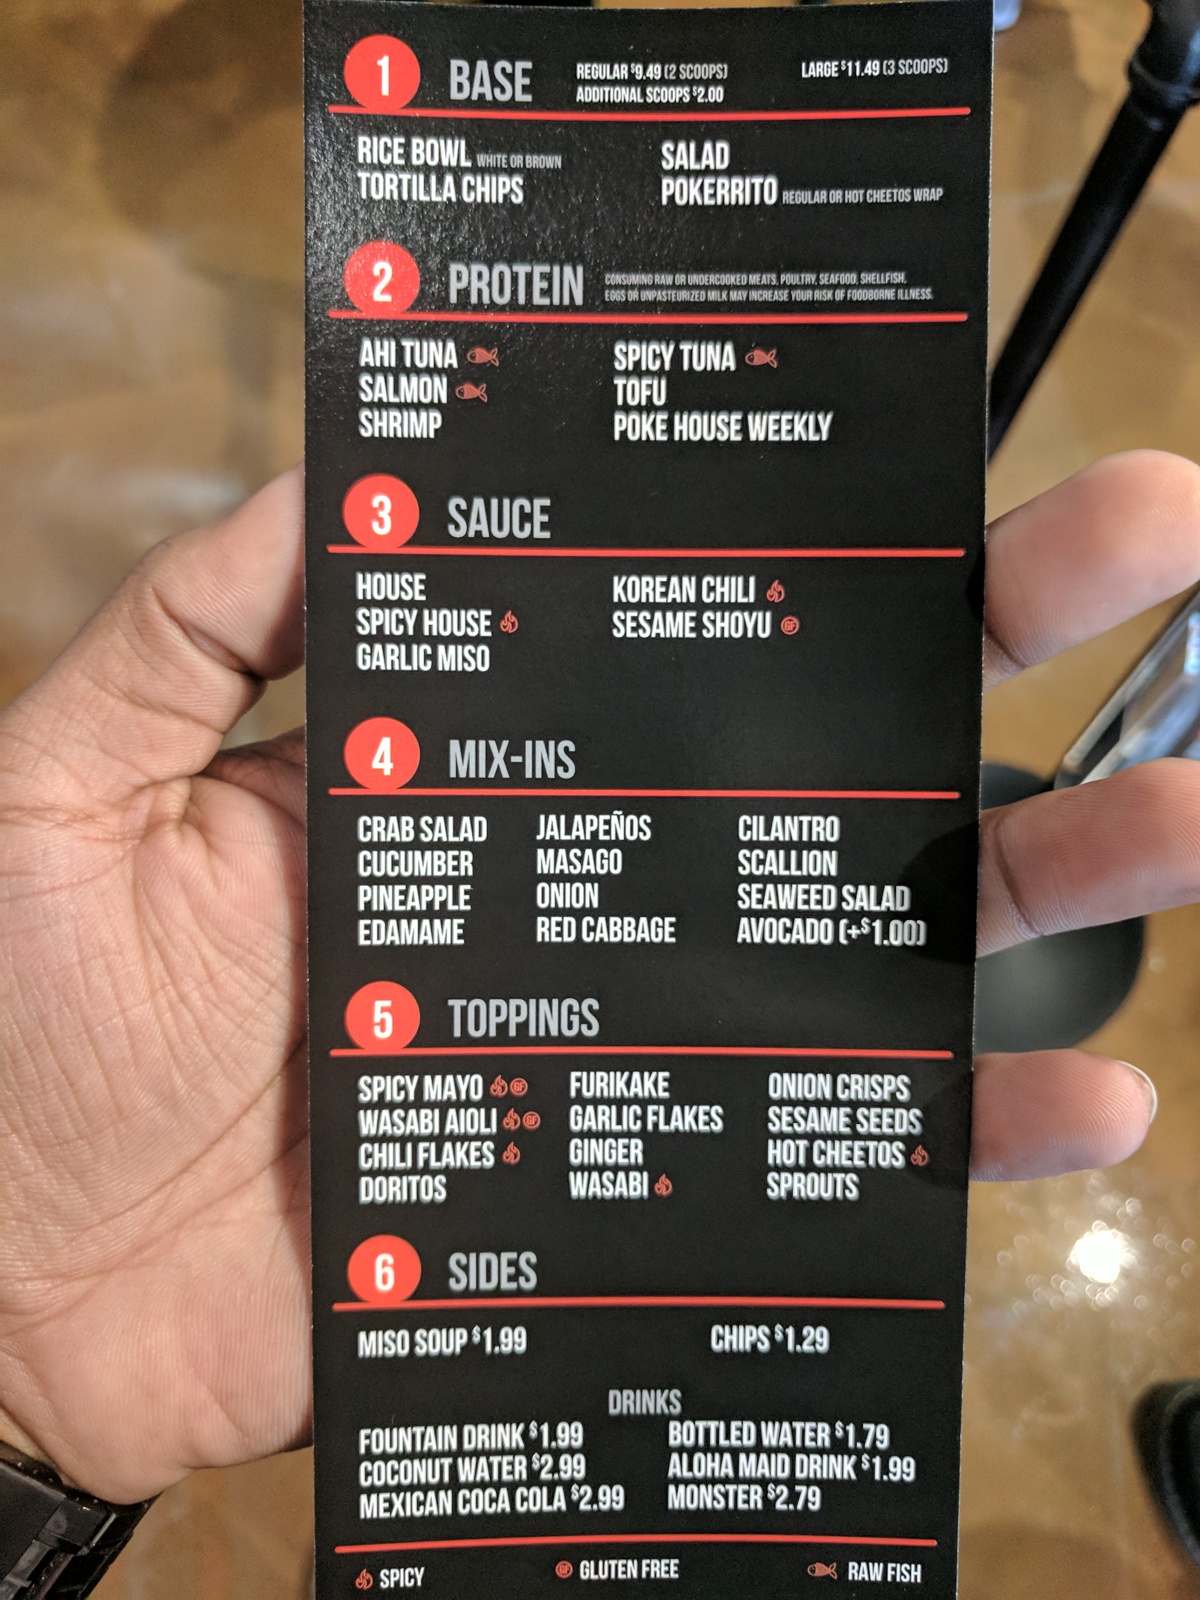 1 BASE REGULAR $9.49 (2 SCOOPS) LARGE $11.49 (3 SCOOPS)
ADDITIONAL SCOOPS $2.00
RICE BOWL WHITE OR BROWN SALAD
TORTILLA CHIPS POKERRITO REGULAR OR HOT CHEETOS WRAP
2 PROTEIN CONSUMING RAW OR UNDERCOOKED MEATS, POULTRY, SEAFOOD, SHELLFISH,
EGGS OR UNPASTEURIZED MILK MAY INCREASE YOUR RISK OF FOODBORNE ILLNESS.
AHI TUNA SPICY TUNA
SALMON TOFU
SHRIMP POKE HOUSE WEEKLY
3 SAUCE
HOUSE KOREAN CHILI
SPICY HOUSE SESAME SHOYU GF
GARLIC MISO
4 MIX-INS
CRAB SALAD JALAPEÑOS CILANTRO
CUCUMBER MASAGO SCALLION
PINEAPPLE ONION SEAWEED SALAD
EDAMAME RED CABBAGE AVOCADO (+$1.00)
5 TOPPINGS
SPICY MAYO GF FURIKAKE ONION CRISPS
WASABI AIOLI GF GARLIC FLAKES SESAME SEEDS
CHILI FLAKES GINGER HOT CHEETOS
DORITOS WASABI SPROUTS
6 SIDES
MISO SOUP $1.99 CHIPS $1.29
DRINKS
FOUNTAIN DRINK $1.99 BOTTLED WATER $1.79
COCONUT WATER $2.99 ALOHA MAID DRINK $1.99
MEXICAN COCA COLA $2.99 MONSTER $2.79
SPICY GF GLUTEN FREE RAW FISH